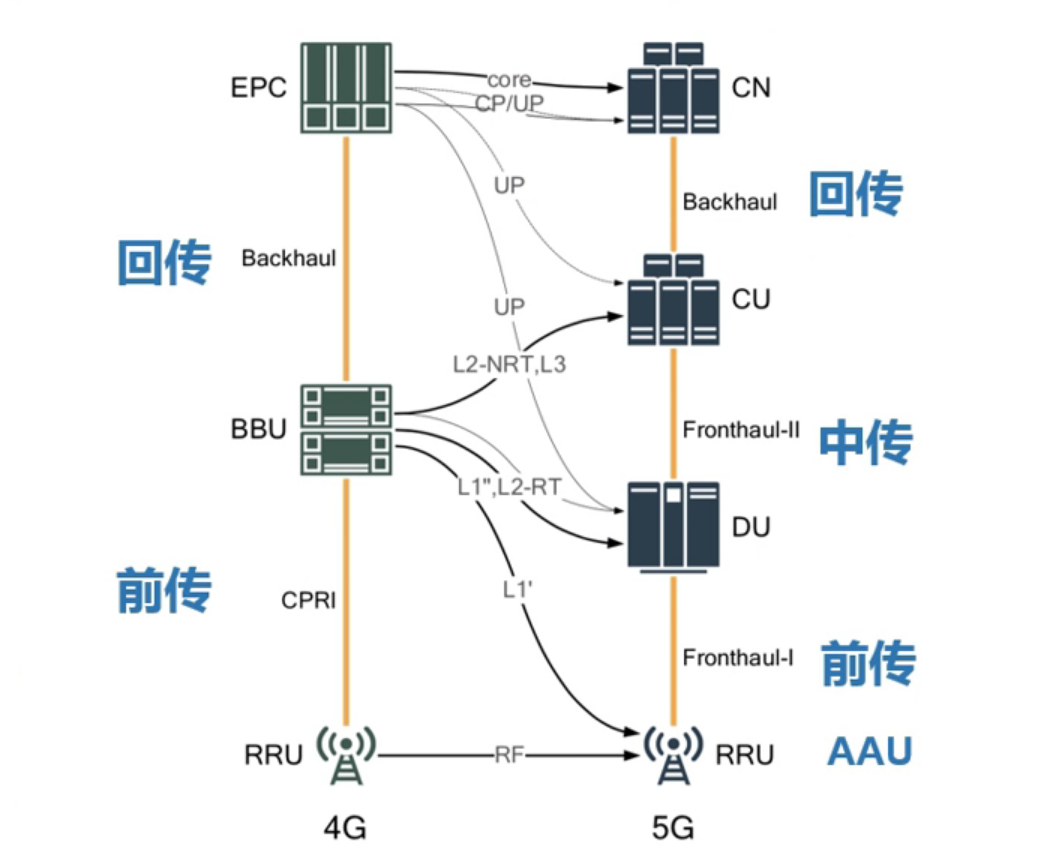 EPC
core
CP/UP
CN
UP
Backhaul
回传
回传
Backhaul
CU
UP
L2-NRT,L3
BBU
Fronthaul-II
中传
L1",L2-RT
DU
前传
CPRI
L1'
Fronthaul-I
前传
RRU
RF
RRU
AAU
4G
5G